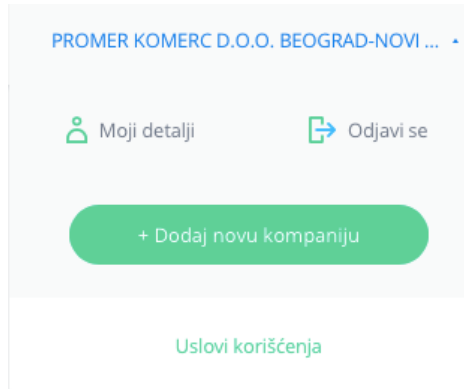 PROMER KOMERC D.O.O. BEOGRAD-NOVI ...
Moji detalji
Odjavi se
+ Dodaj novu kompaniju
Uslovi korišćenja